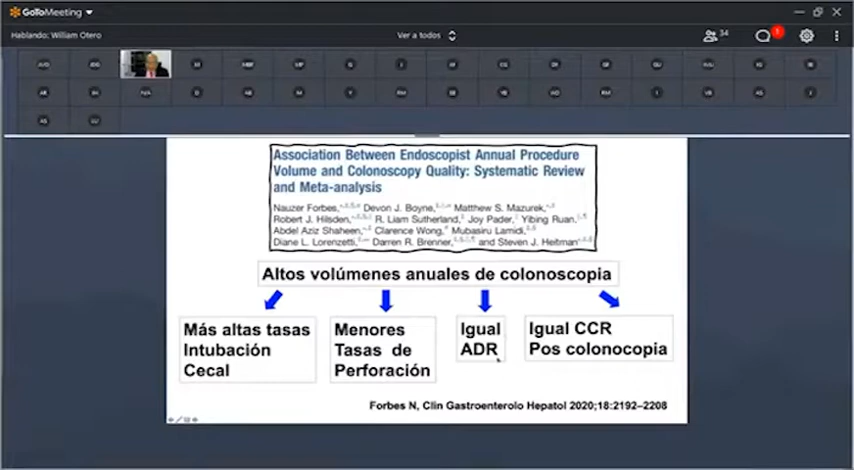 GoToMeeting
Hablando: William Otero
Ver a todos
34
Association Between Endoscopist Annual Procedure
Volume and Colonoscopy Quality: Systematic Review
and Meta-analysis
Nauzer Forbes, Devon J. Boyne, Matthew S. Mazurek,
Robert J. Hilsden, R. Liam Sutherland, Joy Pader, Yibing Ruan,
Abdel Aziz Shaheen, Clarence Wong, Mubasiru Lamidi,
Diane L. Lorenzetti, Darren R. Brenner, and Steven J. Heitman
Altos volúmenes anuales de colonoscopia
Más altas tasas
Intubación
Cecal
Menores
Tasas de
Perforación
Igual
ADR
Igual CCR
Pos colonocopia
Forbes N, Clin Gastroenterolo Hepatol 2020;18:2192–2208